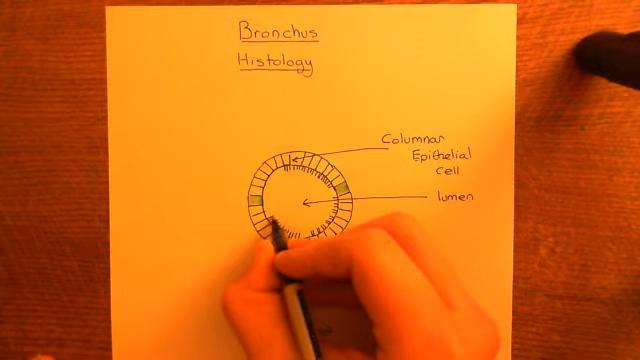 Bronchus
Histology
Columnar
Epithelial
Cell
lumen